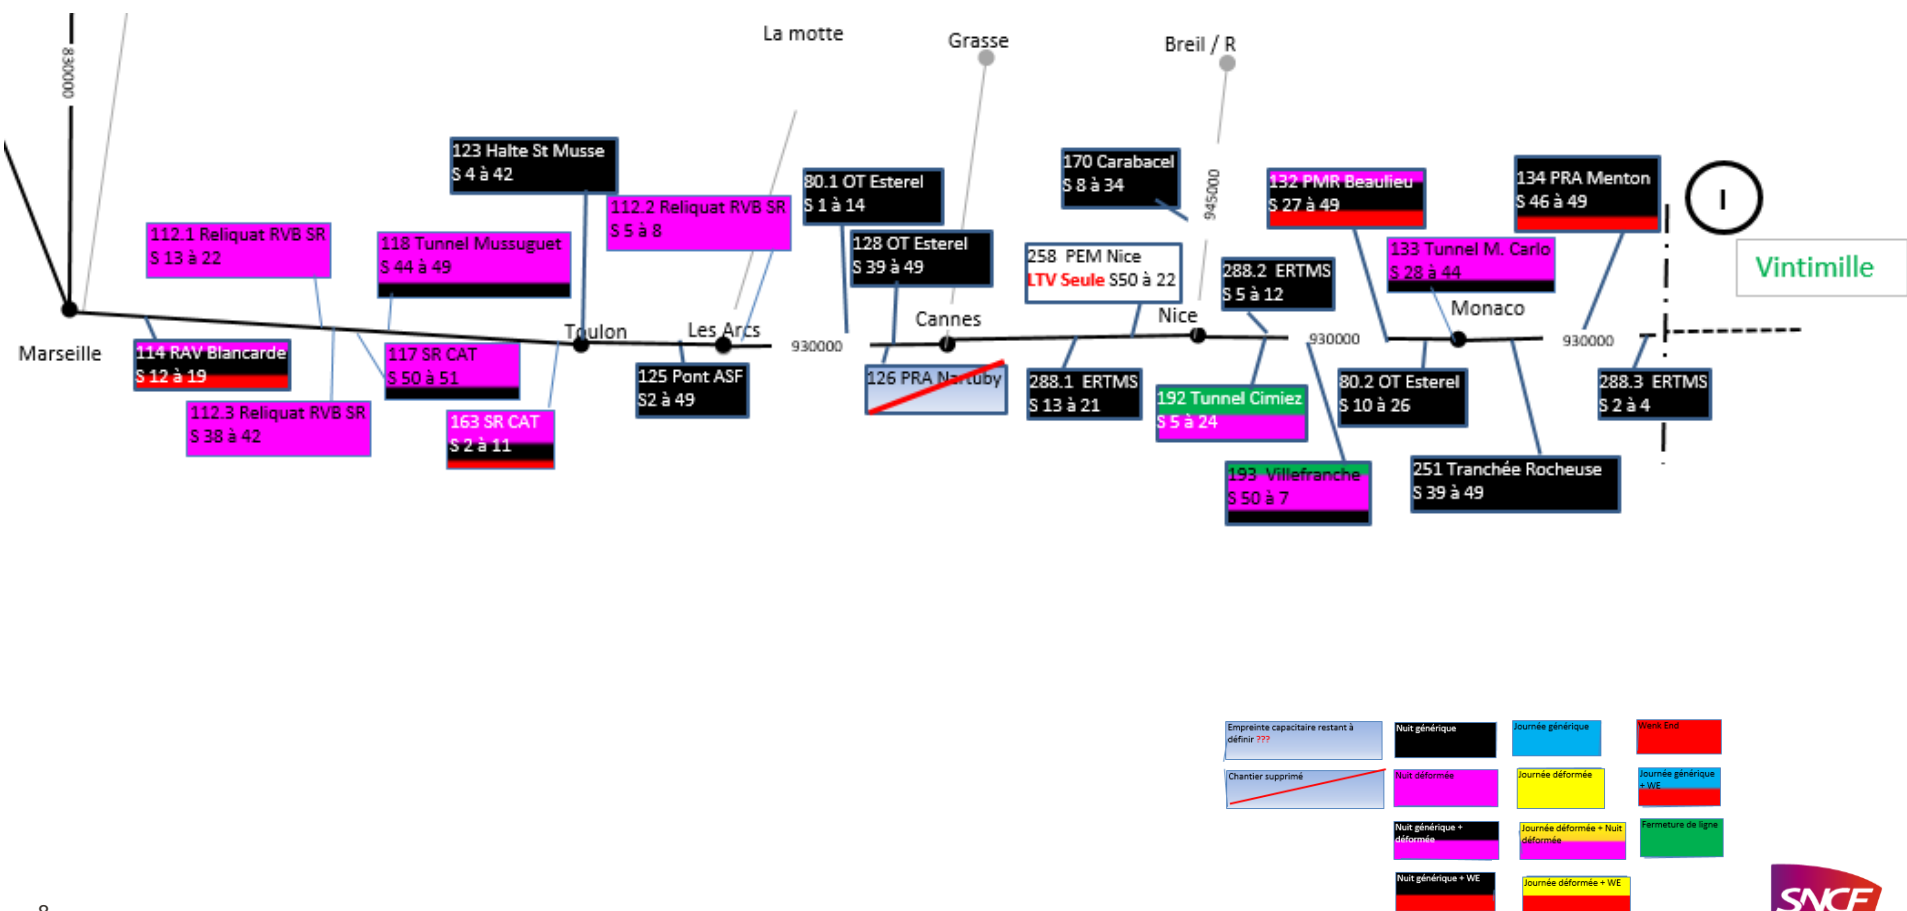 830000
La motte
Grasse
Breil / R
123 Halte St Musse
S 4 à 42
170 Carabacel
S 8 à 34
945000
80.1 OT Esterel
S 1 à 14
132 PMR Beaulieu
S 27 à 49
134 PRA Menton
S 46 à 49
I
112.1 Reliquat RVB SR
S 13 à 22
118 Tunnel Mussuguet
S 44 à 49
112.2 Reliquat RVB SR
S 5 à 8
128 OT Esterel
S 39 à 49
258 PEM Nice
LTV Seule S50 à 22
288.2 ERTMS
S 5 à 12
133 Tunnel M. Carlo
S 28 à 44
Vintimille
Marseille
Toulon
Les Arcs
930000
Cannes
Nice
930000
Monaco
930000
114 RAV Blancarde
S 12 à 19
117 SR CAT
S 50 à 51
125 Pont ASF
S2 à 49
126 PRA Nartuby
288.1 ERTMS
S 13 à 21
192 Tunnel Cimiez
S 5 à 24
80.2 OT Esterel
S 10 à 26
288.3 ERTMS
S 2 à 4
112.3 Reliquat RVB SR
S 38 à 42
163 SR CAT
S 2 à 11
193 Villefranche
S 50 à 7
251 Tranchée Rocheuse
S 39 à 49
Empreinte capacitaire restant à
définir ???
Nuit générique
Journée générique
Week End
Chantier supprimé
Nuit déformée
Journée déformée
Journée générique
+ WE
Nuit générique +
déformée
Journée déformée + Nuit
déformée
Fermeture de ligne
Nuit générique + WE
Journée déformée + WE
SNCF
8